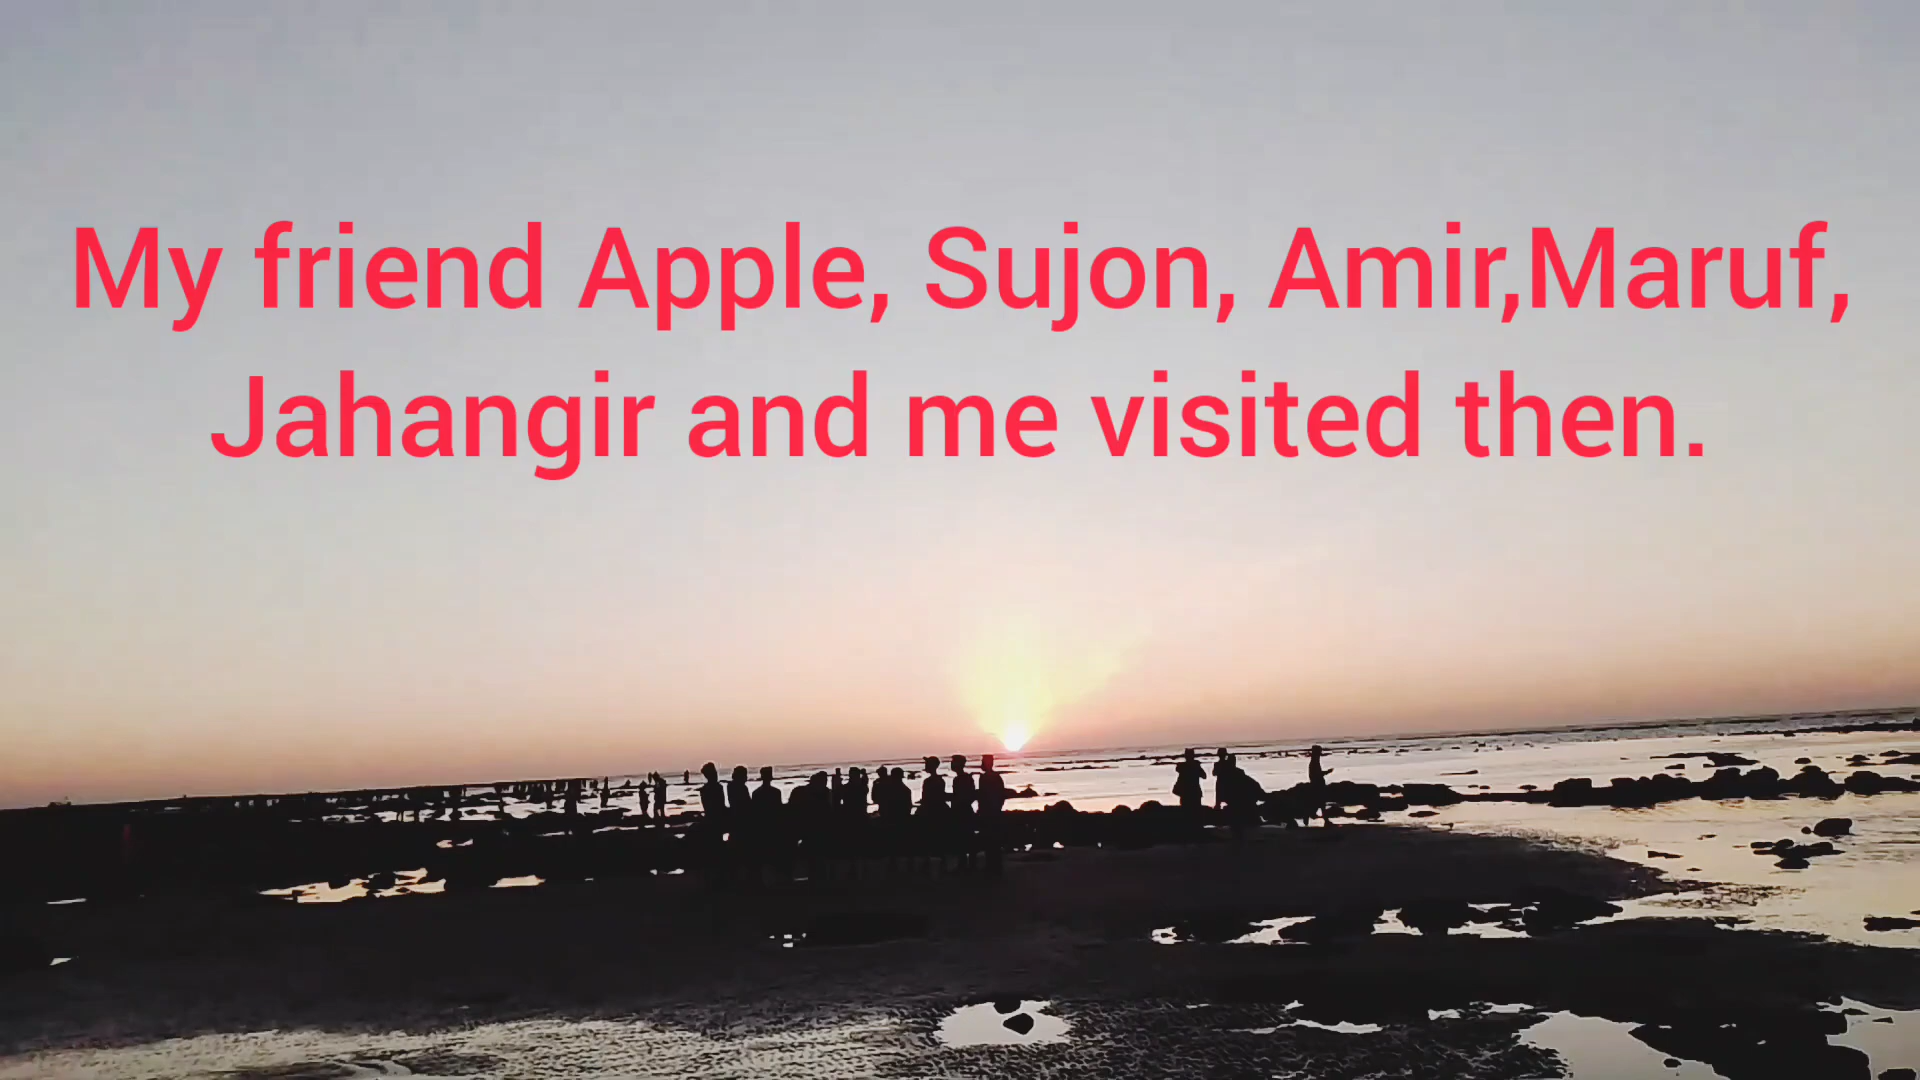 My friend Apple, Sujon, Amir,Maruf,
Jahangir and me visited then.